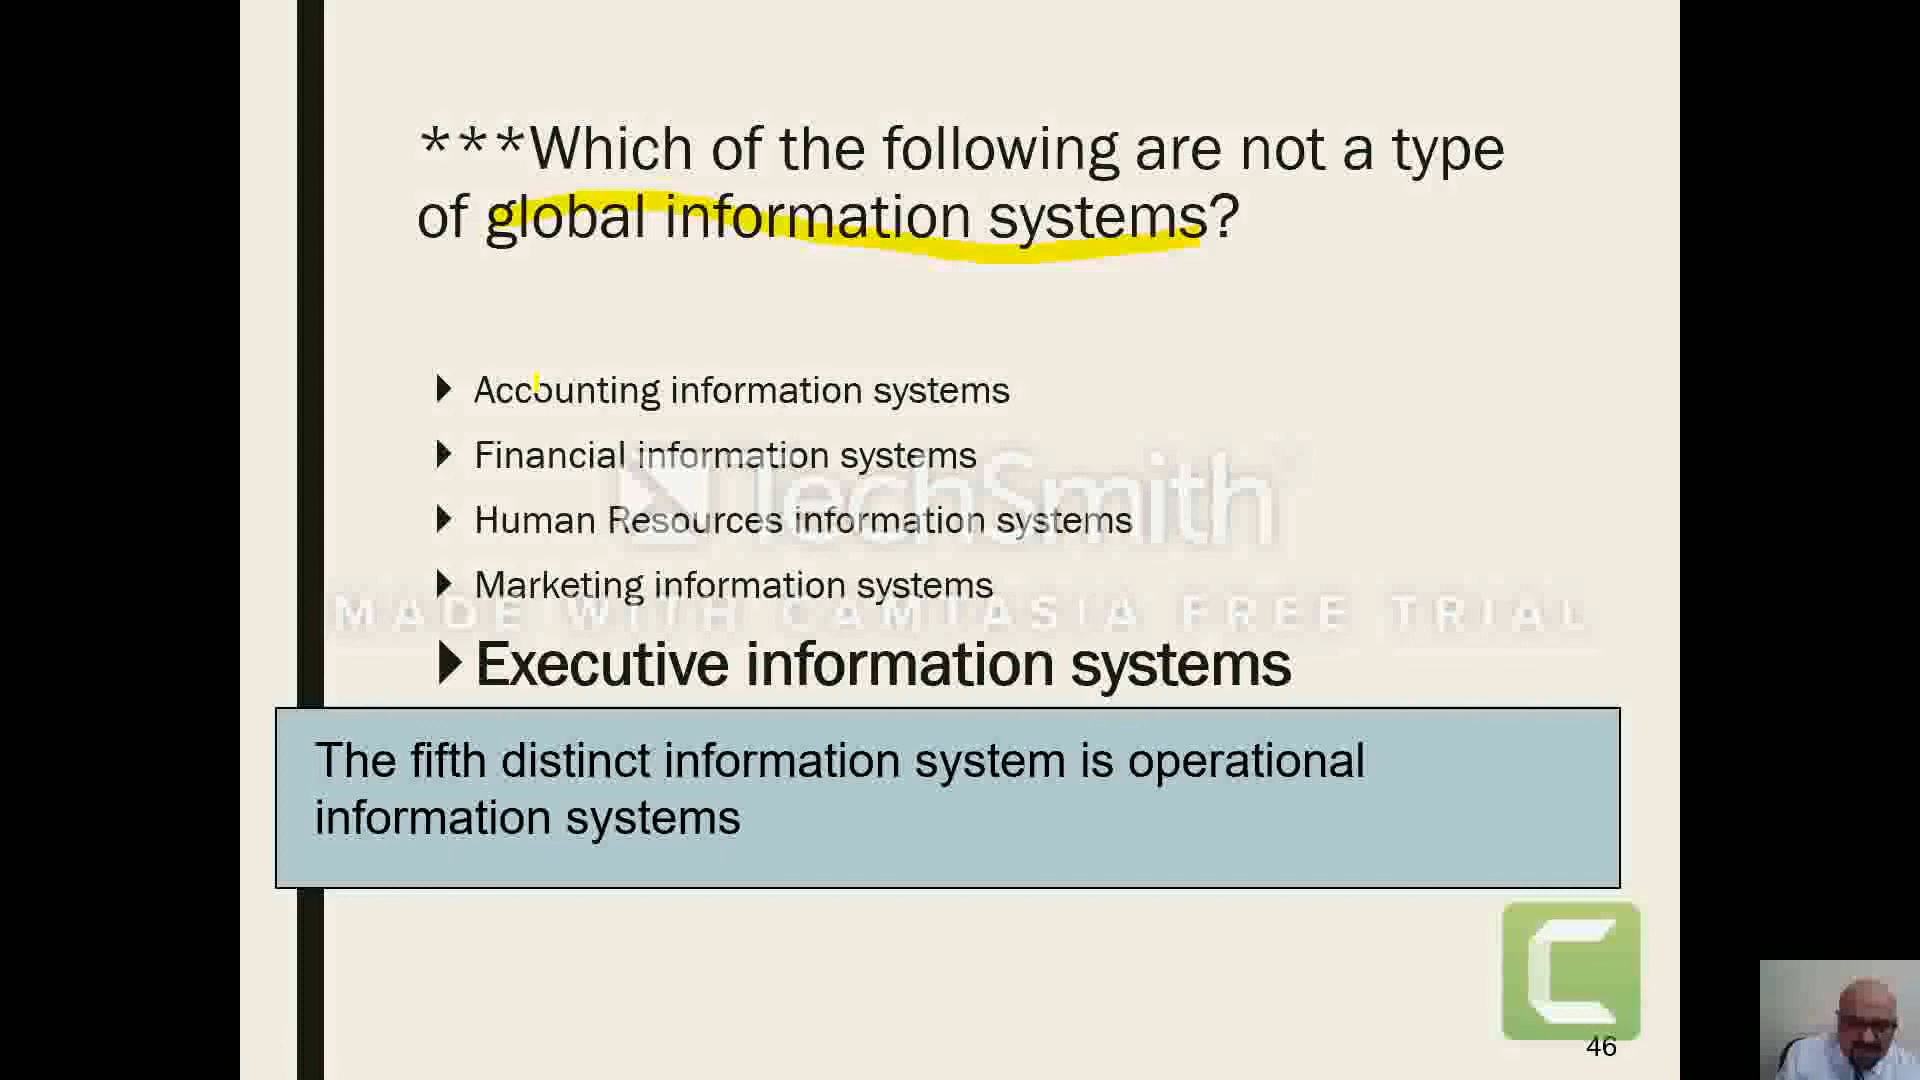 ***Which of the following are not a type
of global information systems?
Accounting information systems
Financial information systems
Human Resources information systems
TechSmith
Marketing information systems
MADE WITH CAMTASIA FREE TRIAL
Executive information systems
The fifth distinct information system is operational
information systems
46